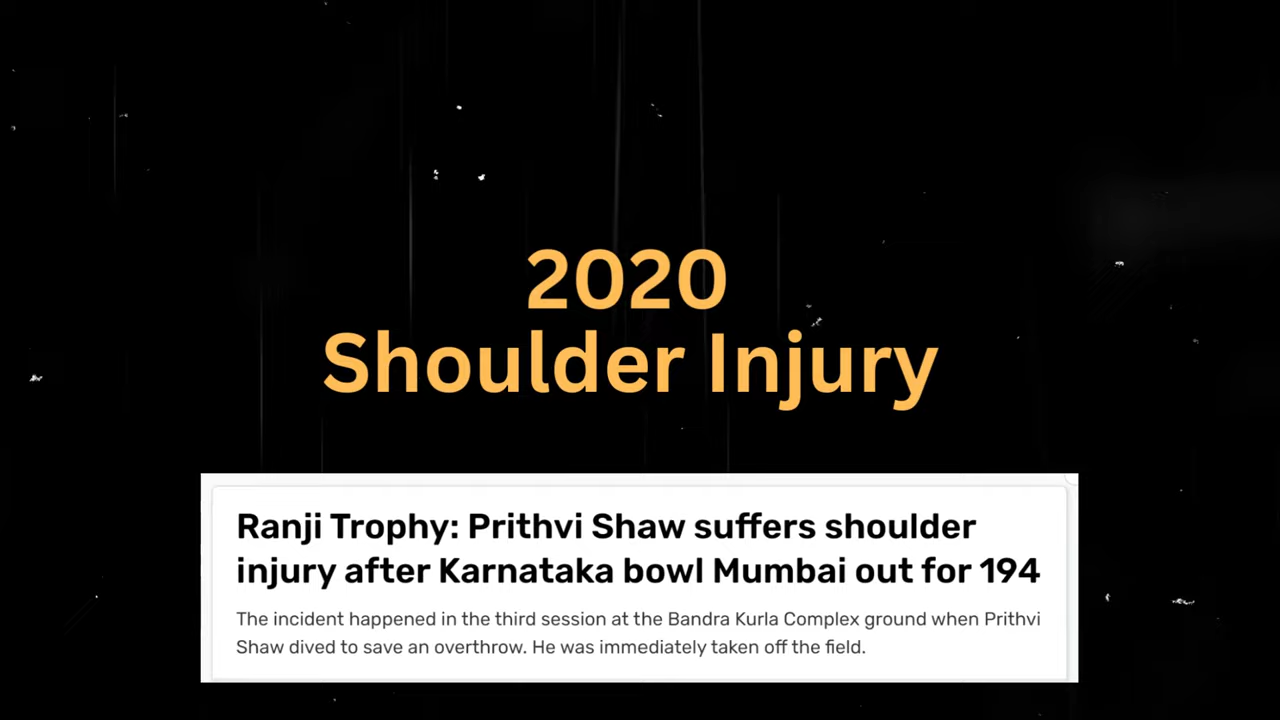 2020
Shoulder Injury
Ranji Trophy: Prithvi Shaw suffers shoulder
injury after Karnataka bowl Mumbai out for 194
The incident happened in the third session at the Bandra Kurla Complex ground when Prithvi
Shaw dived to save an overthrow. He was immediately taken off the field.